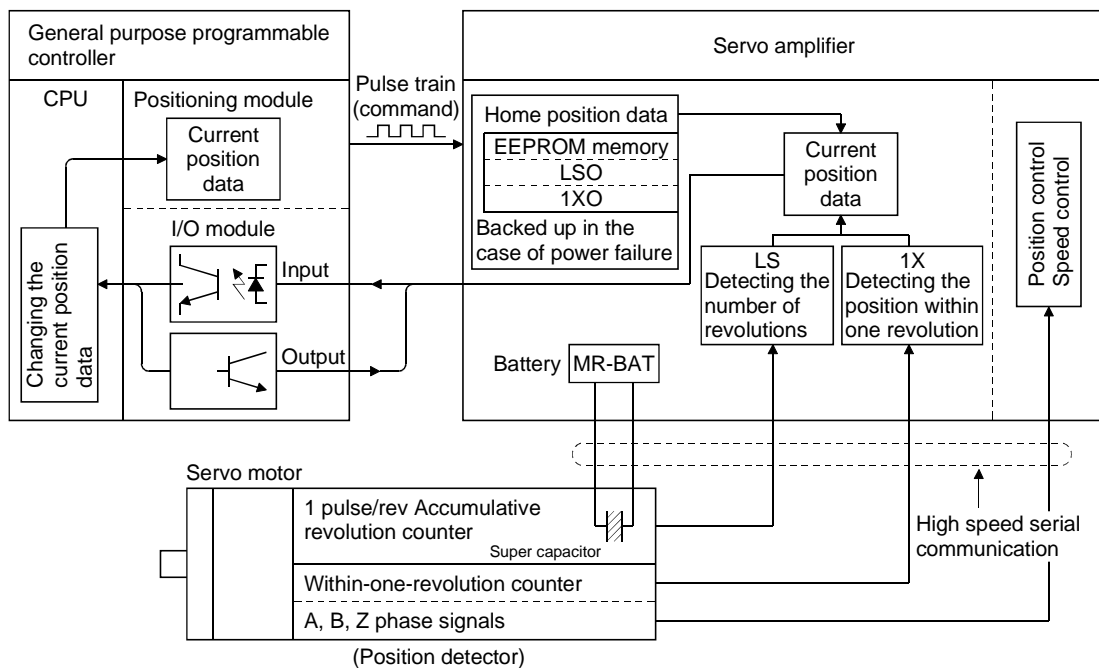 General purpose programmable
controller
CPU
Positioning module
Current
position
data
I/O module
Input
Output
Changing the
current position
data
Pulse train
(command)
Servo amplifier
Home position data
EEPROM memory
LSO
1XO
Backed up in the
case of power failure
Current
position
data
LS
Detecting the
number of
revolutions
1X
Detecting the
position within
one revolution
Position control
Speed control
Battery
MR-BAT
Servo motor
1 pulse/rev Accumulative
revolution counter
Super capacitor
Within-one-revolution counter
A, B, Z phase signals
(Position detector)
High speed serial
communication